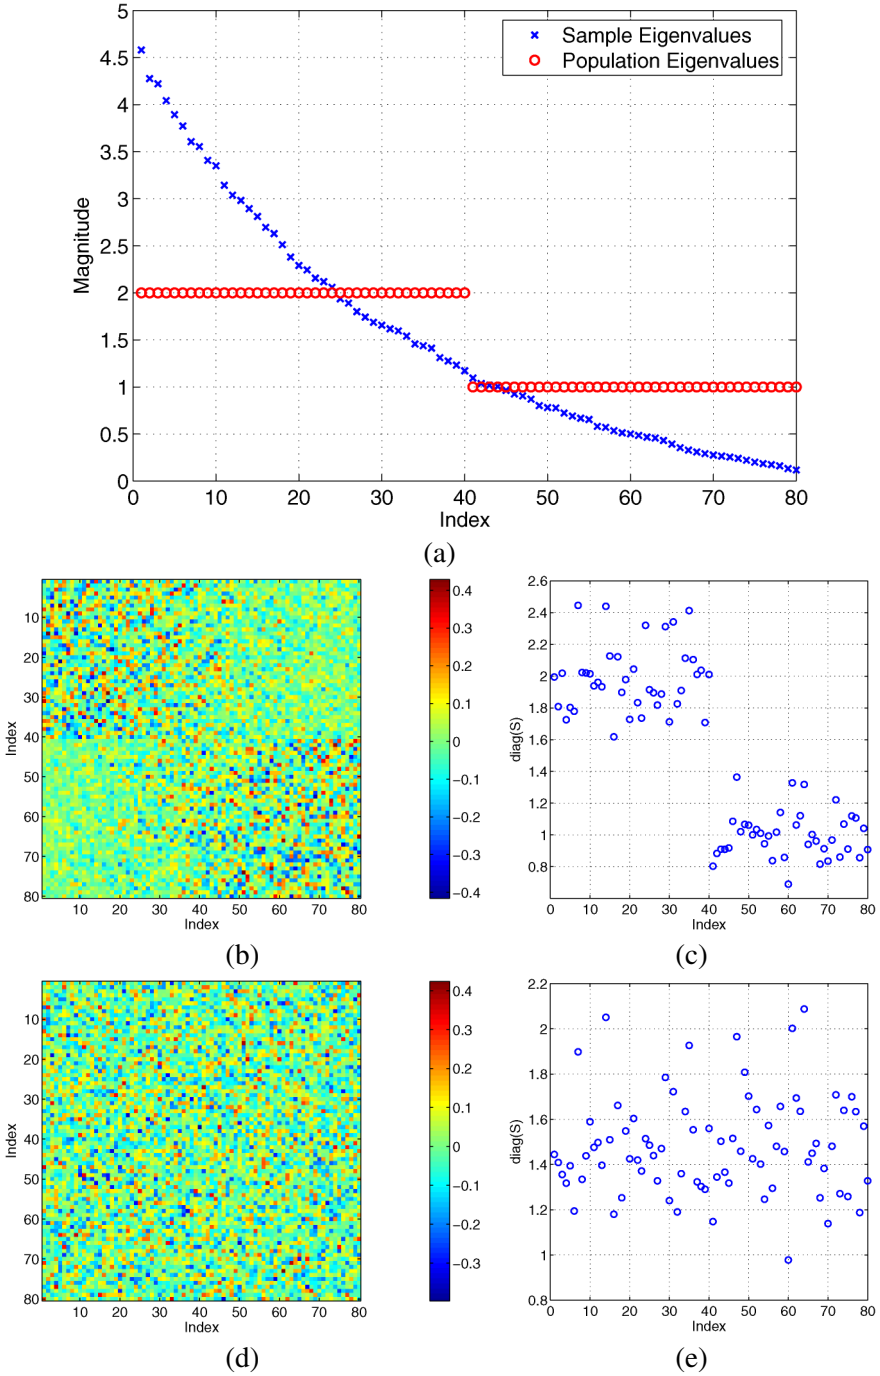 5
4.5
4
3.5
3
2.5
2
1.5
1
0.5
0
Magnitude
Sample Eigenvalues
Population Eigenvalues
0 10 20 30 40 50 60 70 80
Index
(a)
10
20
30
40
50
60
70
80
Index
10 20 30 40 50 60 70 80
Index
0.4
0.3
0.2
0.1
0
−0.1
−0.2
−0.3
−0.4
(b)
2.6
2.4
2.2
2
1.8
1.6
1.4
1.2
1
0.8
diag(S)
0 10 20 30 40 50 60 70 80
Index
(c)
10
20
30
40
50
60
70
80
Index
10 20 30 40 50 60 70 80
Index
0.4
0.3
0.2
0.1
0
−0.1
−0.2
−0.3
(d)
2.2
2
1.8
1.6
1.4
1.2
1
0.8
diag(S)
0 10 20 30 40 50 60 70 80
Index
(e)